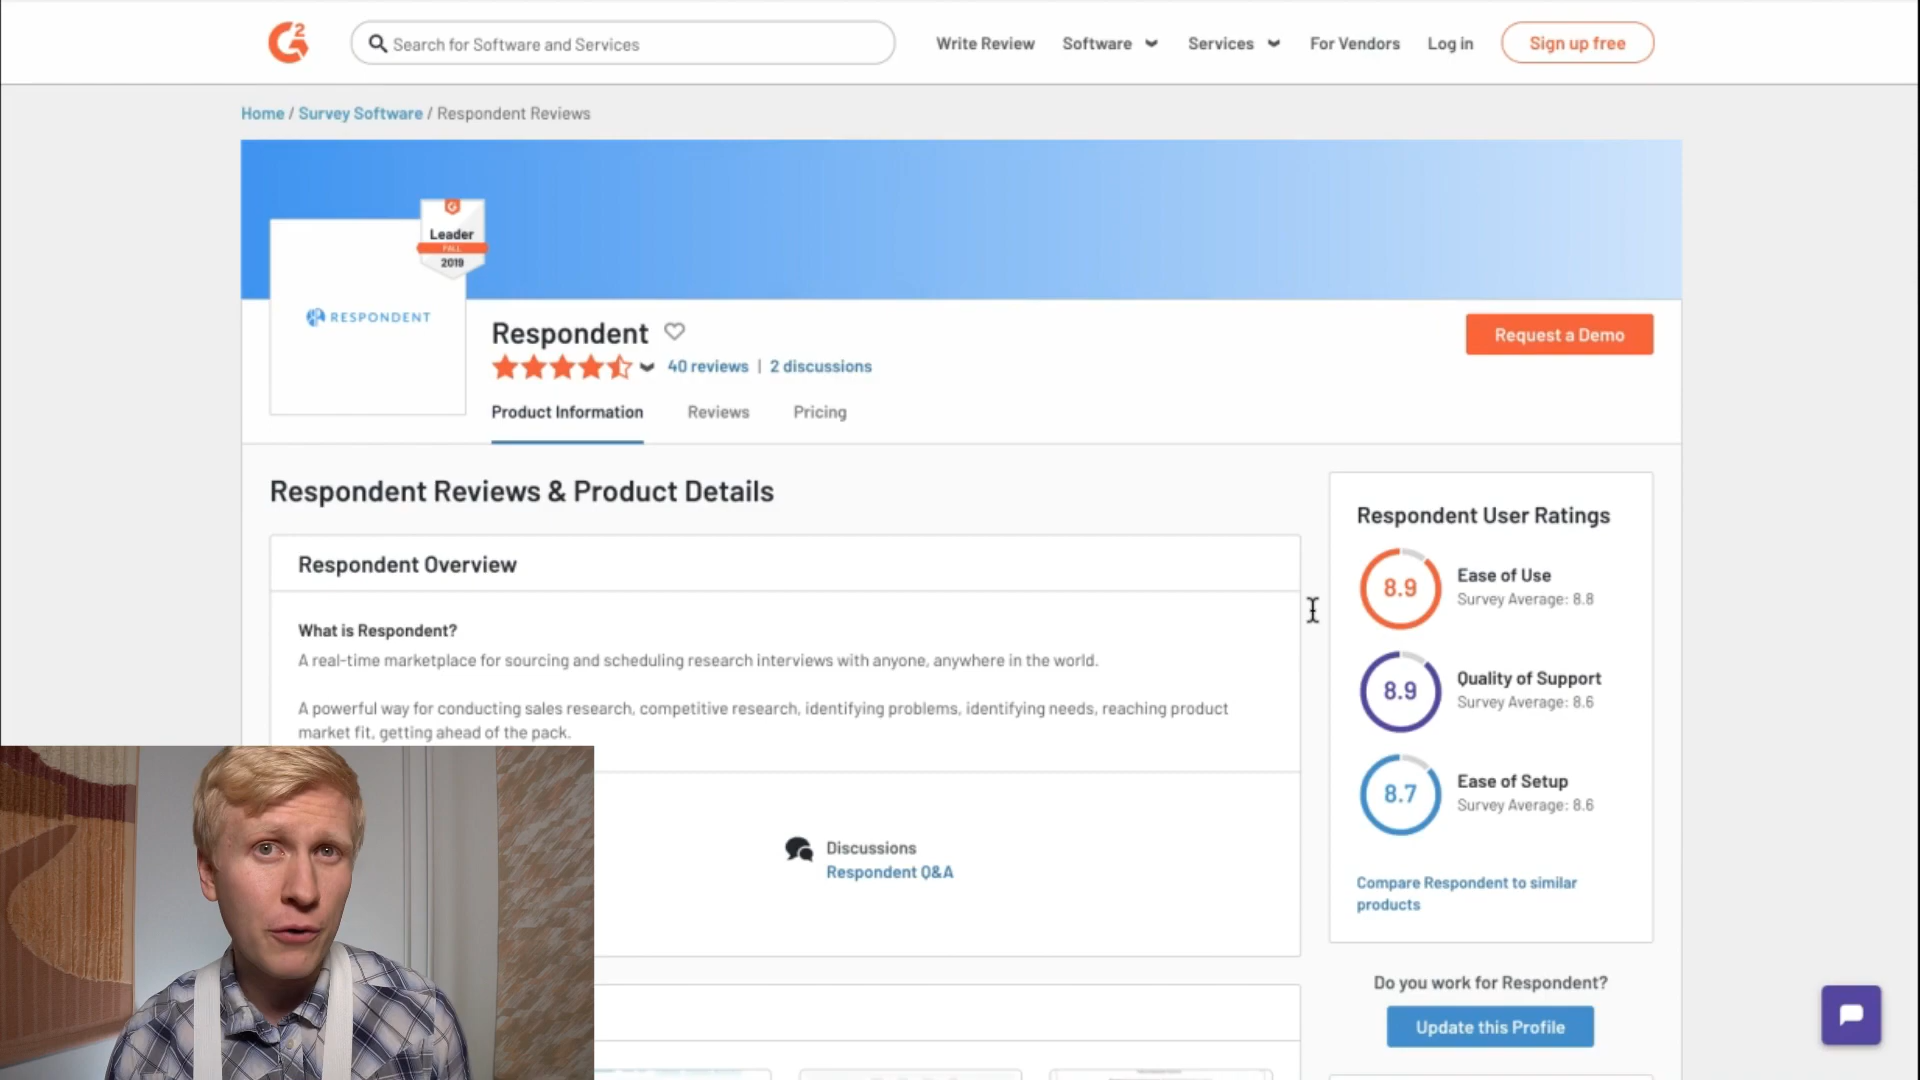 Search for Software and Services
Write Review
Software
Services
For Vendors
Log in
Sign up free
Home / Survey Software / Respondent Reviews
Leader
FALL
2019
RESPONDENT
Respondent
40 reviews | 2 discussions
Request a Demo
Product Information
Reviews
Pricing
Respondent Reviews & Product Details
Respondent Overview
What is Respondent?
A real-time marketplace for sourcing and scheduling research interviews with anyone, anywhere in the world.
A powerful way for conducting sales research, competitive research, identifying problems, identifying needs, reaching product
market fit, getting ahead of the pack.
Discussions
Respondent Q&A
Respondent User Ratings
8.9
Ease of Use
Survey Average: 8.8
8.9
Quality of Support
Survey Average: 8.6
8.7
Ease of Setup
Survey Average: 8.6
Compare Respondent to similar
products
Do you work for Respondent?
Update this Profile